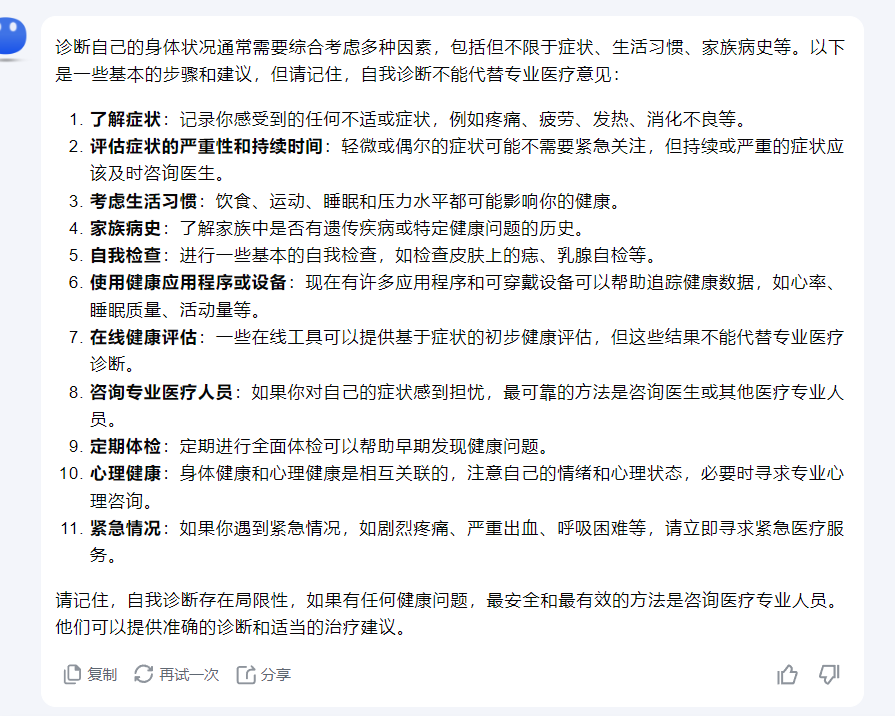 诊断自己的身体状况通常需要综合考虑多种因素，包括但不限于症状、生活习惯、家族病史等。以下
是一些基本的步骤和建议，但请记住，自我诊断不能代替专业医疗意见：
1. 了解症状：记录你感受到的任何不适或症状，例如疼痛、疲劳、发热、消化不良等。
2. 评估症状的严重性和持续时间：轻微或偶尔的症状可能不需要紧急关注，但持续或严重的症状应
该及时咨询医生。
3. 考虑生活习惯：饮食、运动、睡眠和压力水平都可能影响你的健康。
4. 家族病史：了解家族中是否有遗传疾病或特定健康问题的历史。
5. 自我检查：进行一些基本的自我检查，如检查皮肤上的痣、乳腺自检等。
6. 使用健康应用程序或设备：现在有许多应用程序和可穿戴设备可以帮助追踪健康数据，如心率、
睡眠质量、活动量等。
7. 在线健康评估：一些在线工具可以提供基于症状的初步健康评估，但这些结果不能代替专业医疗
诊断。
8. 咨询专业医疗人员：如果你对自己的症状感到担忧，最可靠的方法是咨询医生或其他医疗专业人
员。
9. 定期体检：定期进行全面体检可以帮助早期发现健康问题。
10. 心理健康：身体健康和心理健康是相互关联的，注意自己的情绪和心理状态，必要时寻求专业心
理咨询。
11. 紧急情况：如果你遇到紧急情况，如剧烈疼痛、严重出血、呼吸困难等，请立即寻求紧急医疗服
务。
请记住，自我诊断存在局限性，如果有任何健康问题，最安全和最有效的方法是咨询医疗专业人员。
他们可以提供准确的诊断和适当的治疗建议。
复制 再试一次 分享